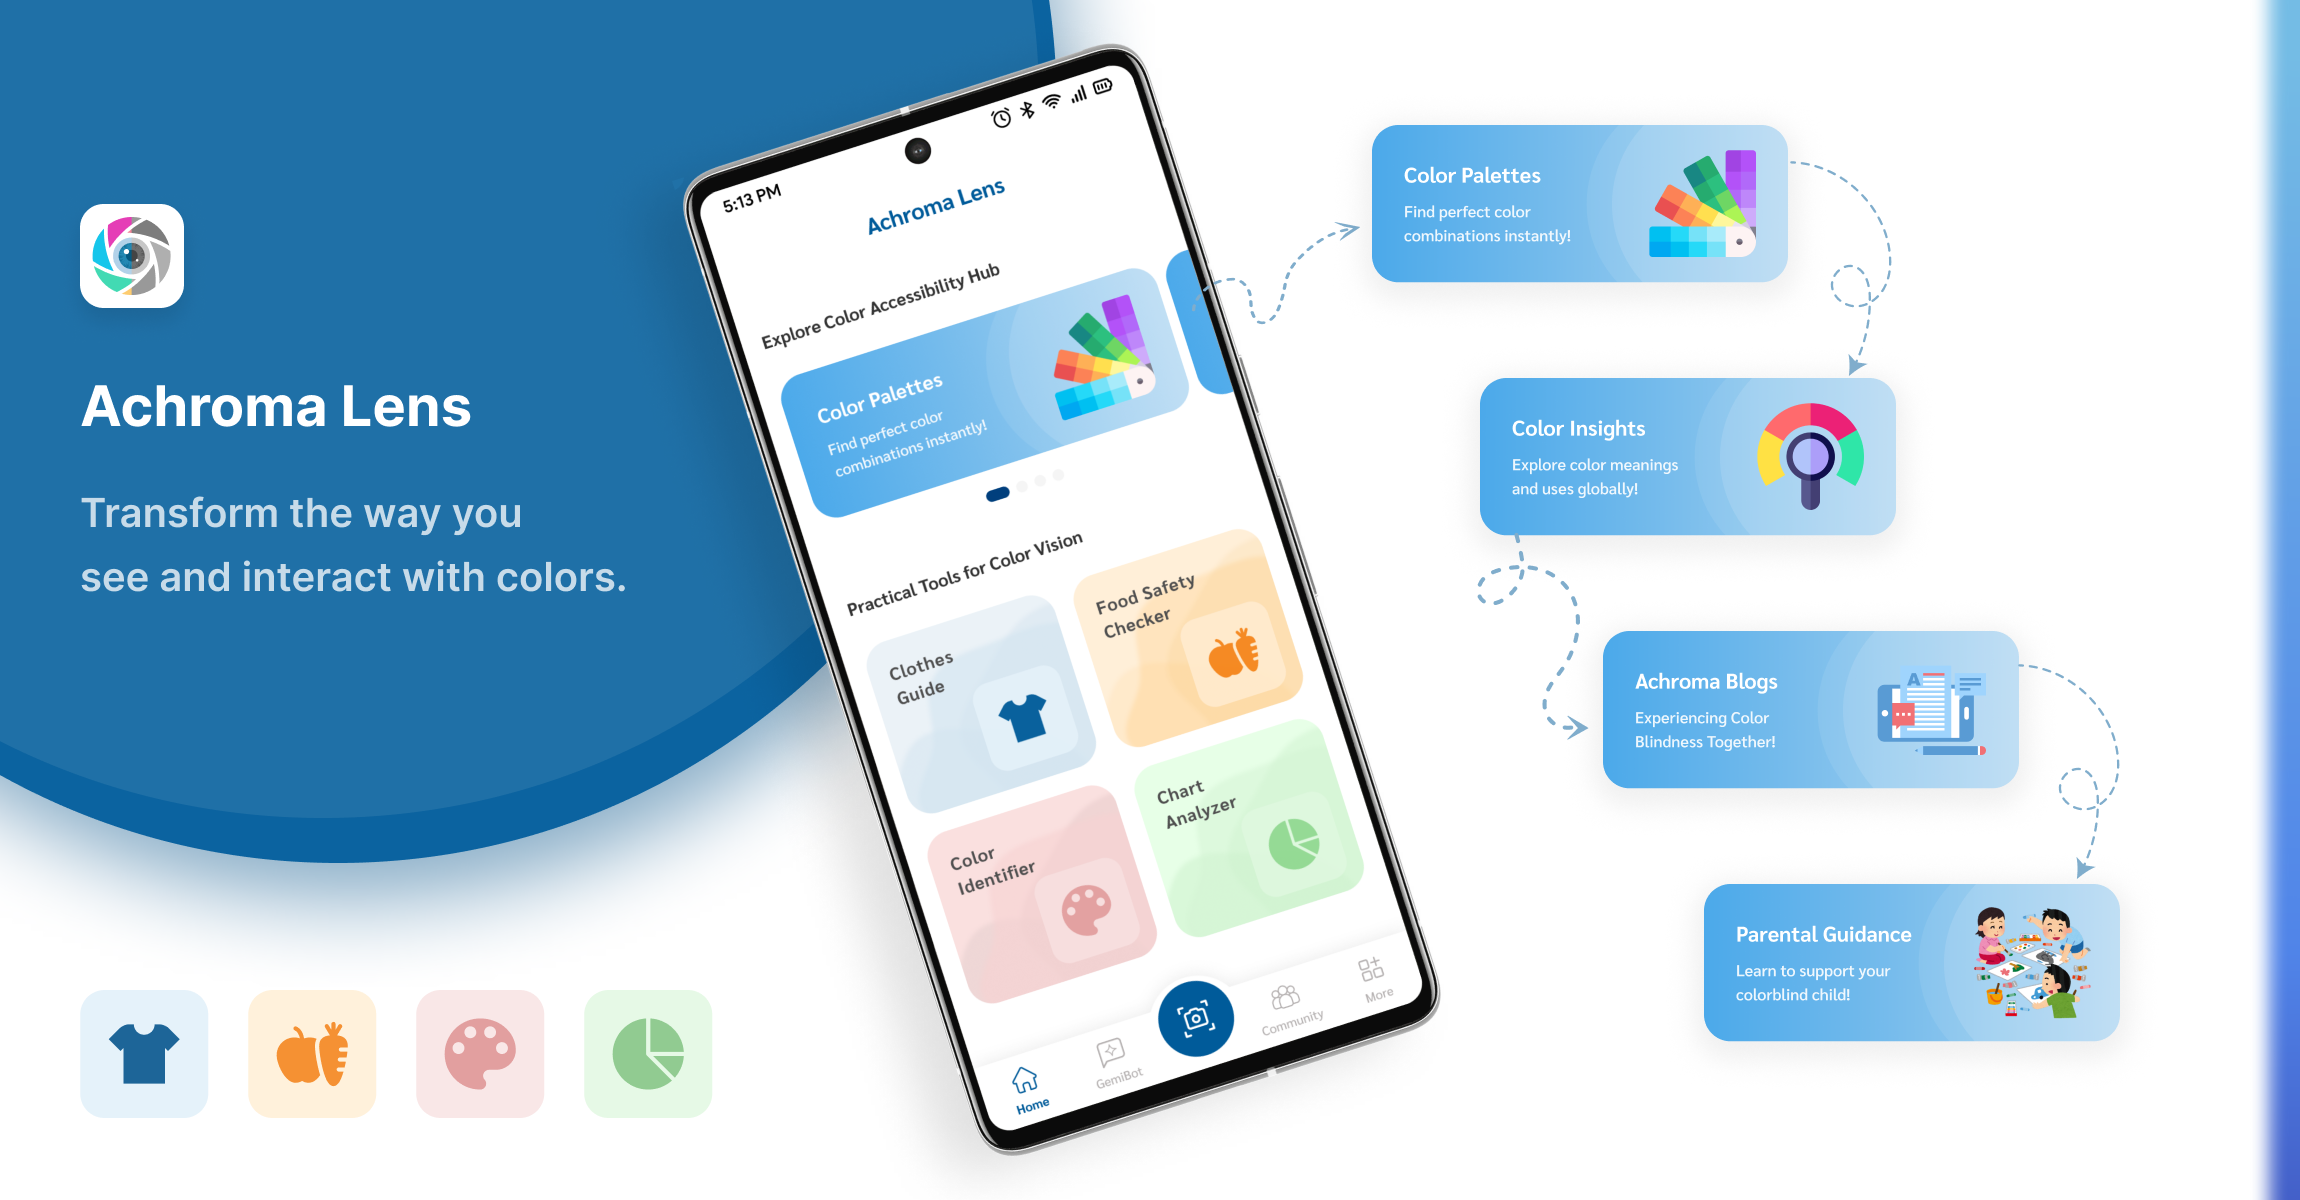 Achroma Lens
Transform the way you
see and interact with colors.
5:13 PM
Achroma Lens
Explore Color Accessibility Hub
Color Palettes
Find perfect color
combinations instantly!
Practical Tools for Color Vision
Clothes
Guide
Food Safety
Checker
Color
Identifier
Chart
Analyzer
Home
GemiBot
Community
More
Color Palettes
Find perfect color
combinations instantly!
Color Insights
Explore color meanings
and uses globally!
Achroma Blogs
Experiencing Color
Blindness Together!
A
Parental Guidance
Learn to support your
colorblind child!